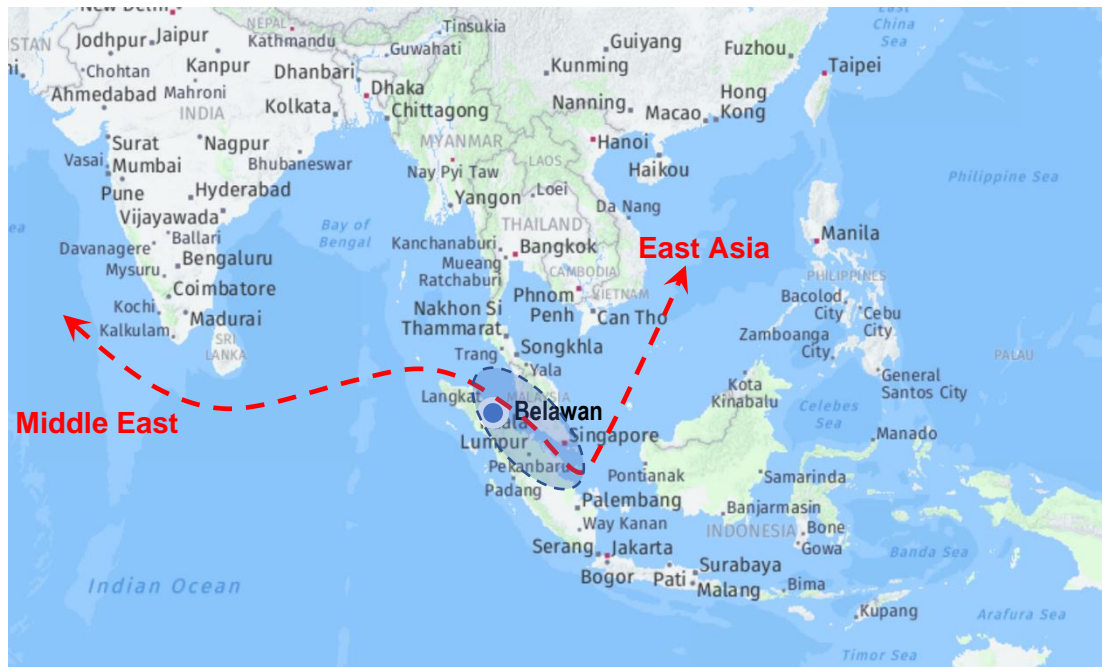 New Delhi
NEPAL
Tinsukia
East
China
Sea
STAN
Jodhpur
Jaipur
Kathmandu
Guwahati
Guiyang
Fuzhou
Chohtan
Kanpur
Dhanbari
Kunming
Taipei
Ahmedabad
Mahroni
Dhaka
Hong
Kong
INDIA
Kolkata
Chittagong
Nanning
Macao
Surat
Nagpur
MYANMAR
Hanoi
Vasai
Mumbai
Bhubaneswar
LAOS
Haikou
Pune
Nay Pyi Taw
Loei
Philippine Sea
Hyderabad
Yangon
Vijayawada
Da Nang
Bay of
Bengal
THAILAND
Davanagere
Ballari
Kanchanaburi
Bangkok
East Asia
Manila
Mysuru
Bengaluru
Mueang
Ratchaburi
CAMBODIA
PHILIPPINES
Coimbatore
Nakhon Si
Thammarat
Phnom
Penh
VIETNAM
Bacolod
City
Cebu
City
Kochi
Madurai
Can Tho
Kalkulam
SRI
LANKA
Trang
Songkhla
Zamboanga
City
PALAU
Yala
General
Santos City
Middle East
Langkat
MALAYSIA
Belawan
Kota
Kinabalu
Celebes
Sea
Lumpur
Singapore
Manado
Pekanbaru
Pontianak
Samarinda
Padang
Palembang
Banjarmasin
Way Kanan
INDONESIA
Bone
Gowa
Serang
Jakarta
Banda Sea
Indian Ocean
Bogor
Pati
Surabaya
Malang
Bima
Kupang
Arafura Sea
Timor Sea